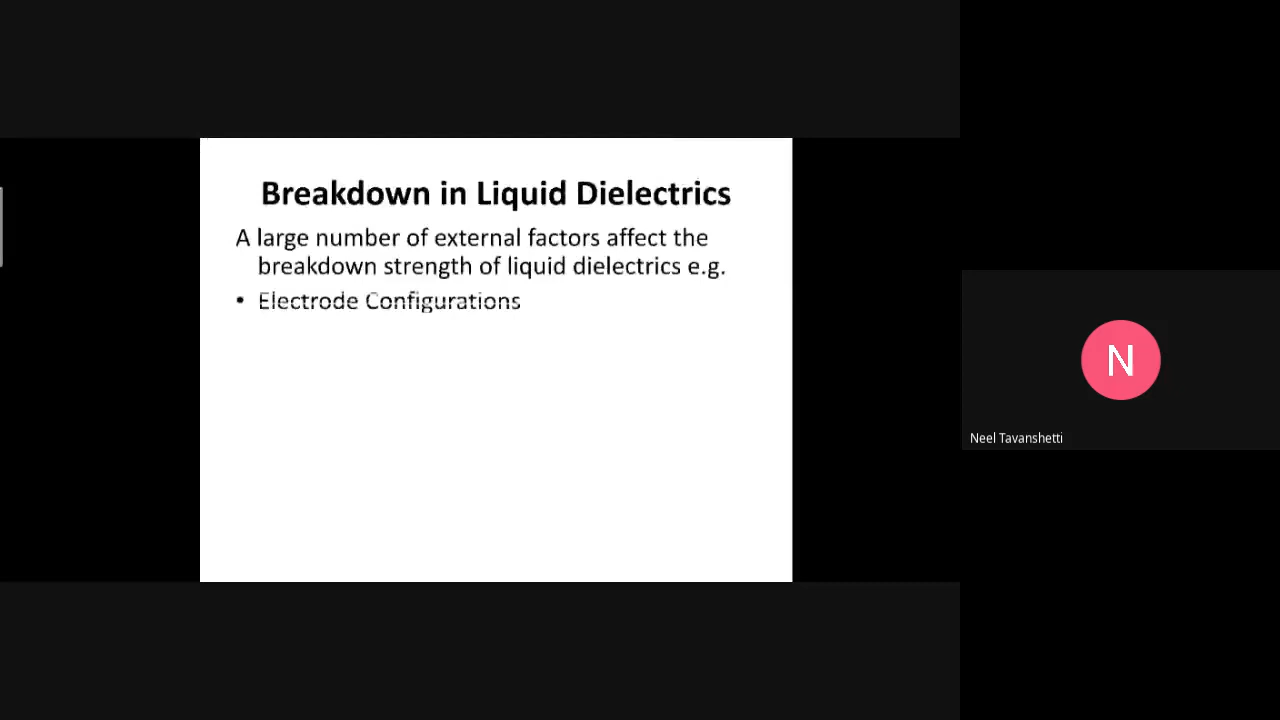 Breakdown in Liquid Dielectrics
A large number of external factors affect the
breakdown strength of liquid dielectrics e.g.
• Electrode Configurations
N
Neel Tavanshetti